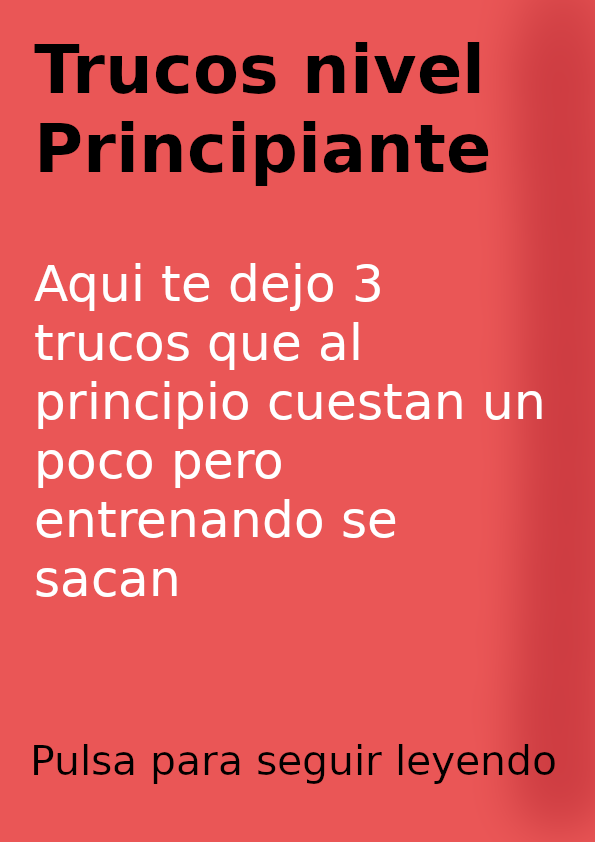 Trucos nivel
Principiante
Aqui te dejo 3
trucos que al
principio cuestan un
poco pero
entrenando se
sacan
Pulsa para seguir leyendo